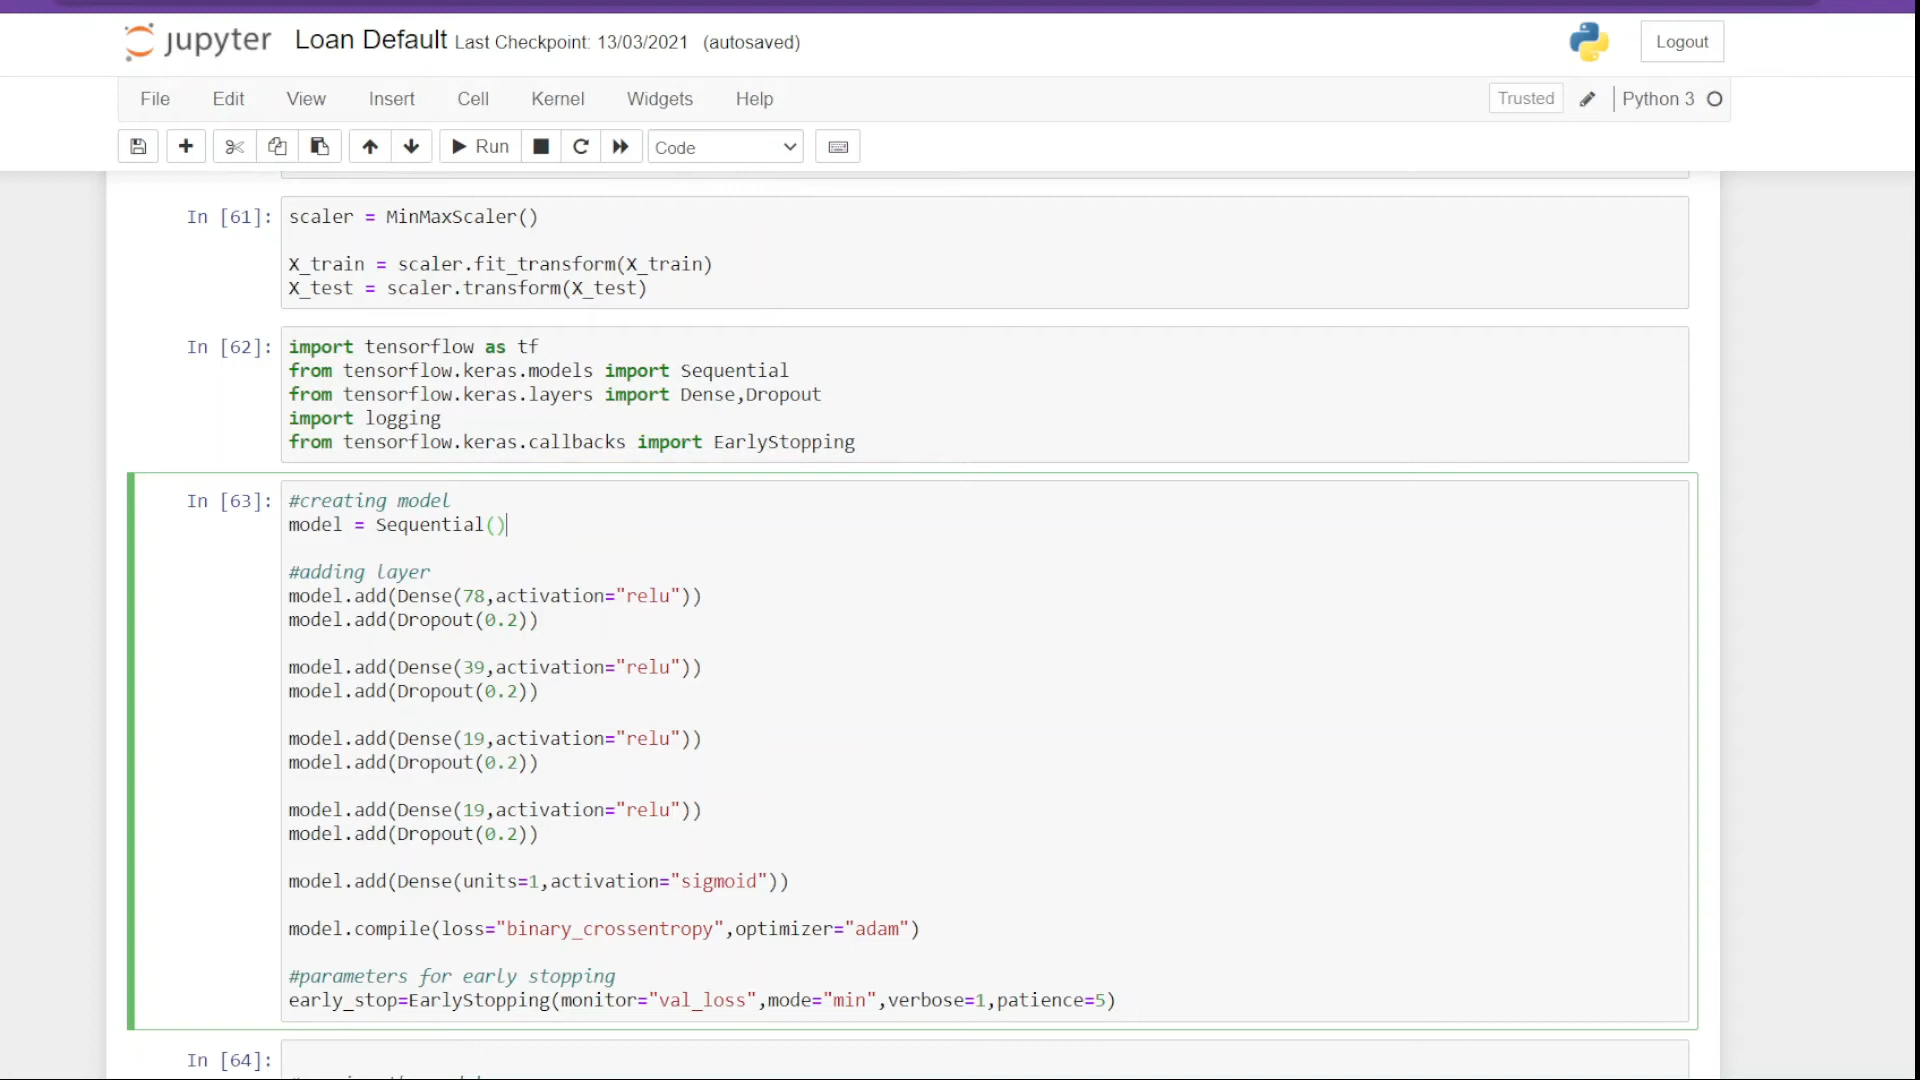 jupyter Loan Default Last Checkpoint: 13/03/2021 (autosaved) Logout
File Edit View Insert Cell Kernel Widgets Help Trusted Python 3
Run Code
In [61]: scaler = MinMaxScaler()
X_train = scaler.fit_transform(X_train)
X_test = scaler.transform(X_test)
In [62]: import tensorflow as tf
from tensorflow.keras.models import Sequential
from tensorflow.keras.layers import Dense,Dropout
import logging
from tensorflow.keras.callbacks import EarlyStopping
In [63]: #creating model
model = Sequential()
#adding layer
model.add(Dense(78,activation="relu"))
model.add(Dropout(0.2))
model.add(Dense(39,activation="relu"))
model.add(Dropout(0.2))
model.add(Dense(19,activation="relu"))
model.add(Dropout(0.2))
model.add(Dense(19,activation="relu"))
model.add(Dropout(0.2))
model.add(Dense(units=1,activation="sigmoid"))
model.compile(loss="binary_crossentropy",optimizer="adam")
#parameters for early stopping
early_stop=EarlyStopping(monitor="val_loss",mode="min",verbose=1,patience=5)
In [64]: